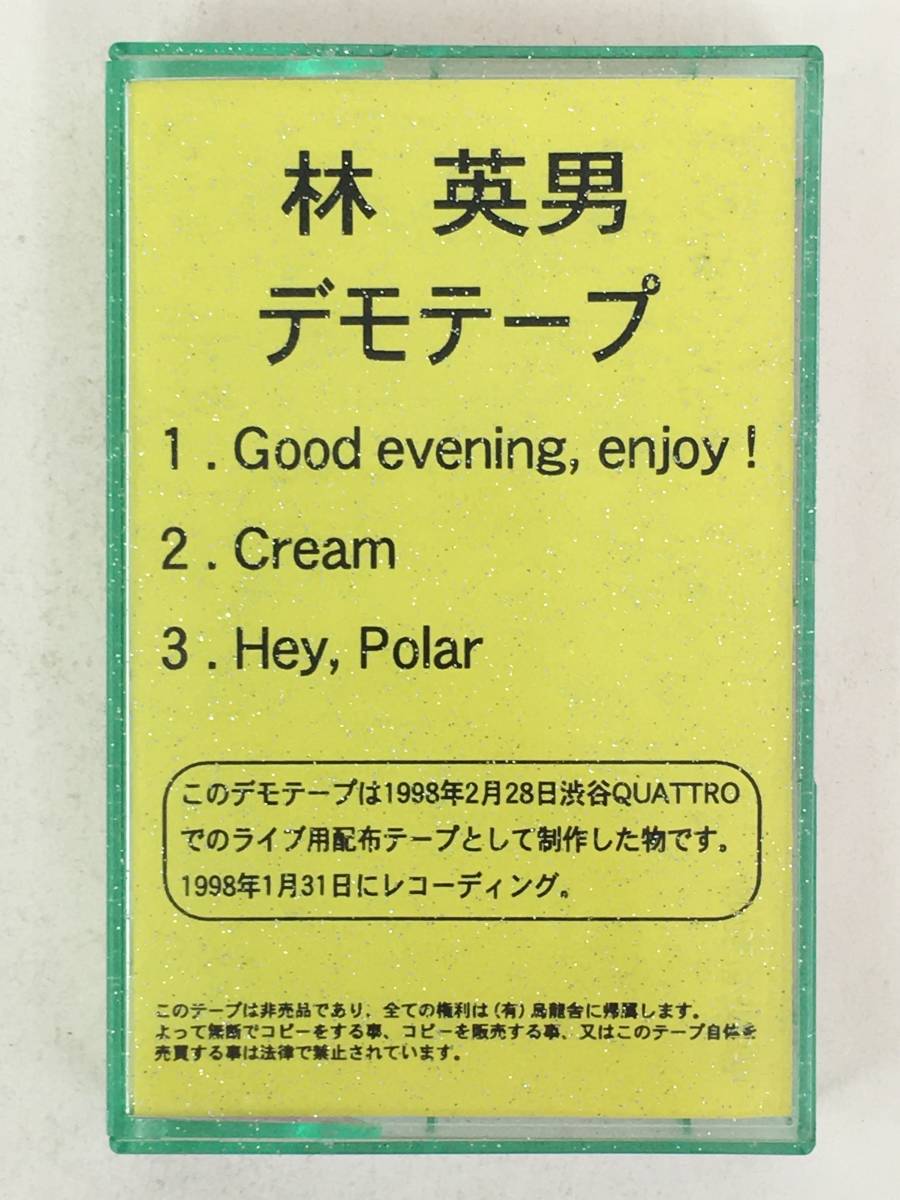 林 英男
デモテープ
1. Good evening, enjoy!
2. Cream
3. Hey, Polar
このデモテープは1998年2月28日渋谷QUATTRO
でのライブ用配布テープとして制作した物です。
1998年1月31日にレコーディング。
このテープは非売品であり、全ての権利は(有)烏龍舎に帰属します。
よって無断でコピーをする事、コピーを販売する事、又はこのテープ自体を
売買する事は法律で禁止されています。